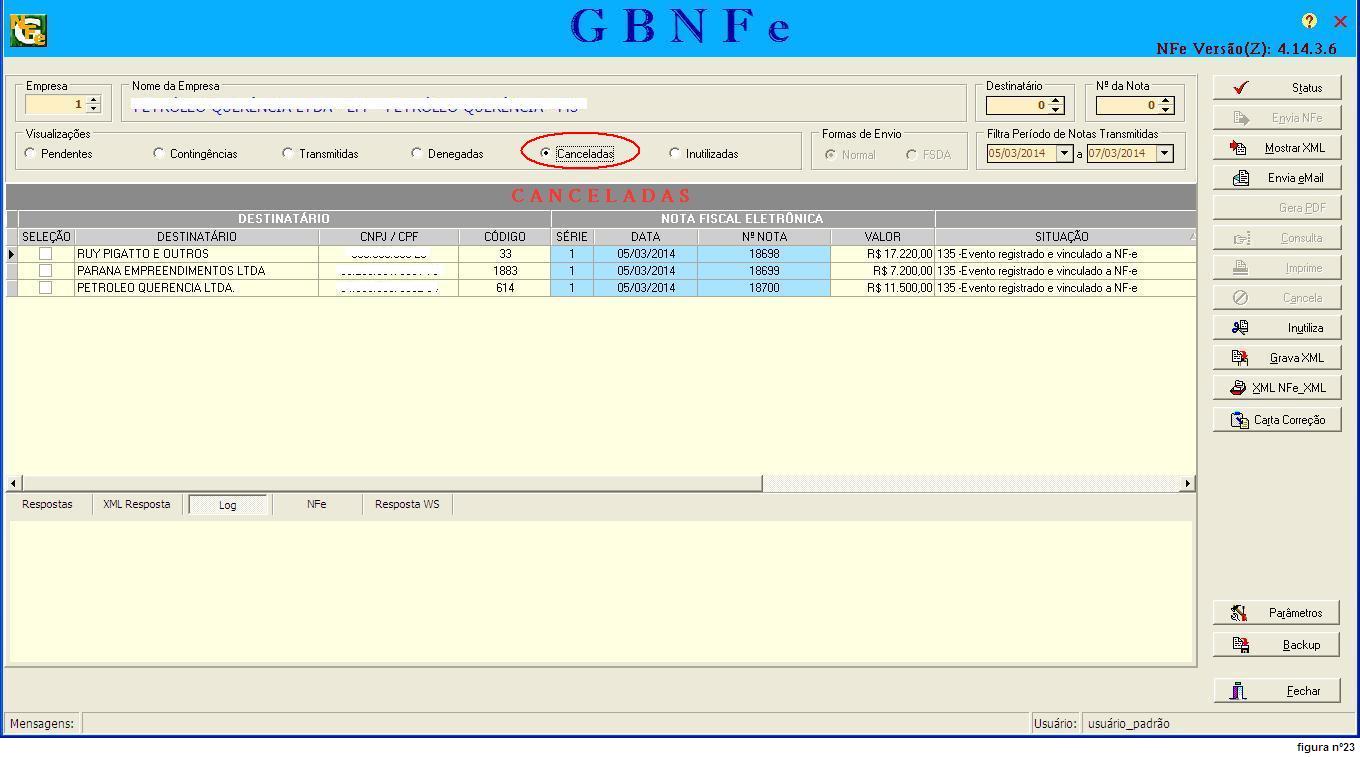 GBNFe
NFe Versão(Z): 4.14.3.6
Empresa
1
Nome da Empresa
Destinatário
0
Nº da Nota
0
Visualizações
Pendentes
Contingências
Transmitidas
Denegadas
Canceladas
Inutilizadas
Formas de Envio
Normal
FSDA
Filtra Período de Notas Transmitidas
05/03/2014 a 07/03/2014
CANCELADAS
DESTINATÁRIO NOTA FISCAL ELETRÔNICA
SELEÇÃO DESTINATÁRIO CNPJ / CPF CÓDIGO SÉRIE DATA Nº NOTA VALOR SITUAÇÃO
RUY PIGATTO E OUTROS 33 1 05/03/2014 18698 R$ 17.220,00 135 -Evento registrado e vinculado a NF-e
PARANA EMPREENDIMENTOS LTDA 1883 1 05/03/2014 18699 R$ 7.200,00 135 -Evento registrado e vinculado a NF-e
PETROLEO QUERENCIA LTDA. 614 1 05/03/2014 18700 R$ 11.500,00 135 -Evento registrado e vinculado a NF-e
Respostas
XML Resposta
Log
NFe
Resposta WS
Status
Envia NFe
Mostrar XML
Envia eMail
Gera PDF
Consulta
Imprime
Cancela
Inutiliza
Grava XML
XML NFe_XML
Carta Correção
Parâmetros
Backup
Fechar
Mensagens:
Usuário: usuário_padrão
figura nº23